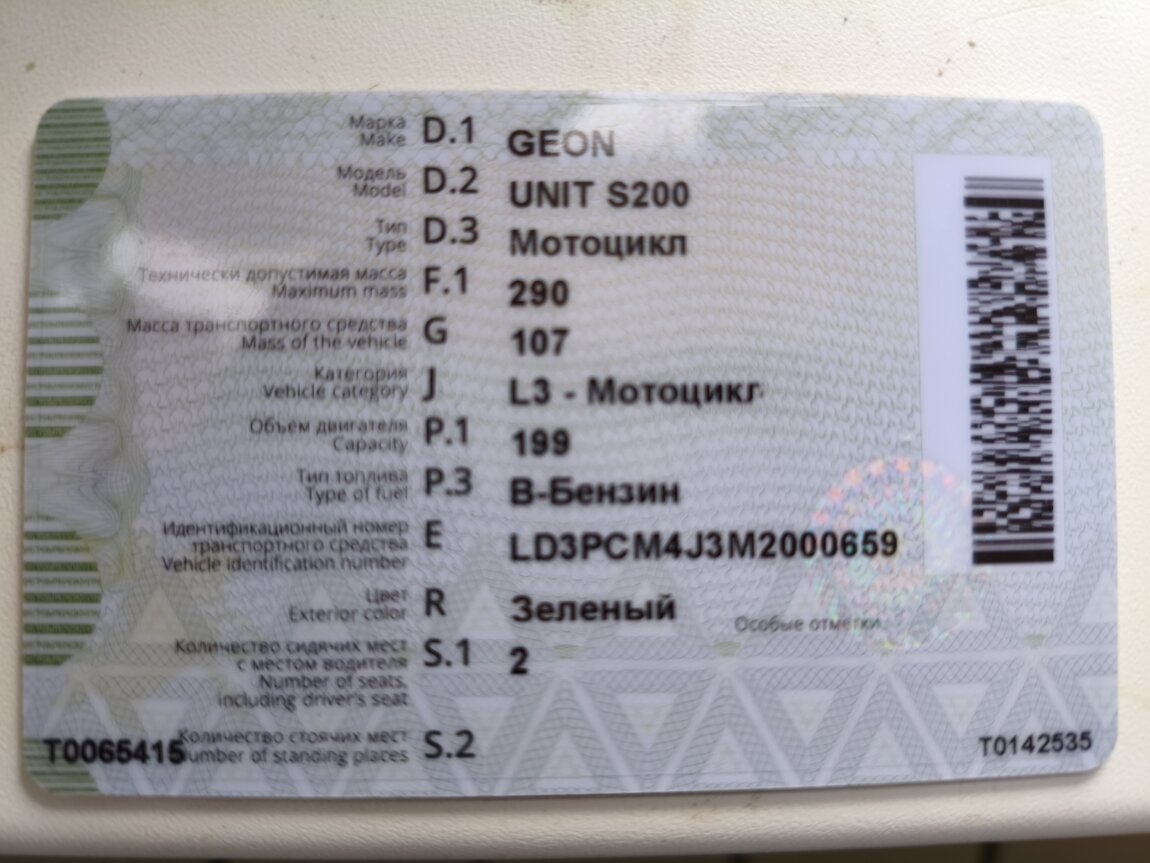 Марка
Make D.1 GEON
Модель
Model D.2 UNIT S200
Тип
Type D.3 Мотоцикл
Технически допустимая масса
Maximum mass F.1 290
Масса транспортного средства
Mass of the vehicle G 107
Категория
Vehicle category J L3 - Мотоцикл
Объем двигателя
Capacity P.1 199
Тип топлива
Type of fuel P.3 B-Бензин
Идентификационный номер
транспортного средства
Vehicle identification number E LD3PCM4J3M2000659
Цвет
Exterior color R Зеленый
Особые отметки
Количество сидячих мест
с местом водителя
Number of seats,
including driver's seat S.1 2
Количество стоячих мест
Number of standing places S.2
T0065415
T0142535